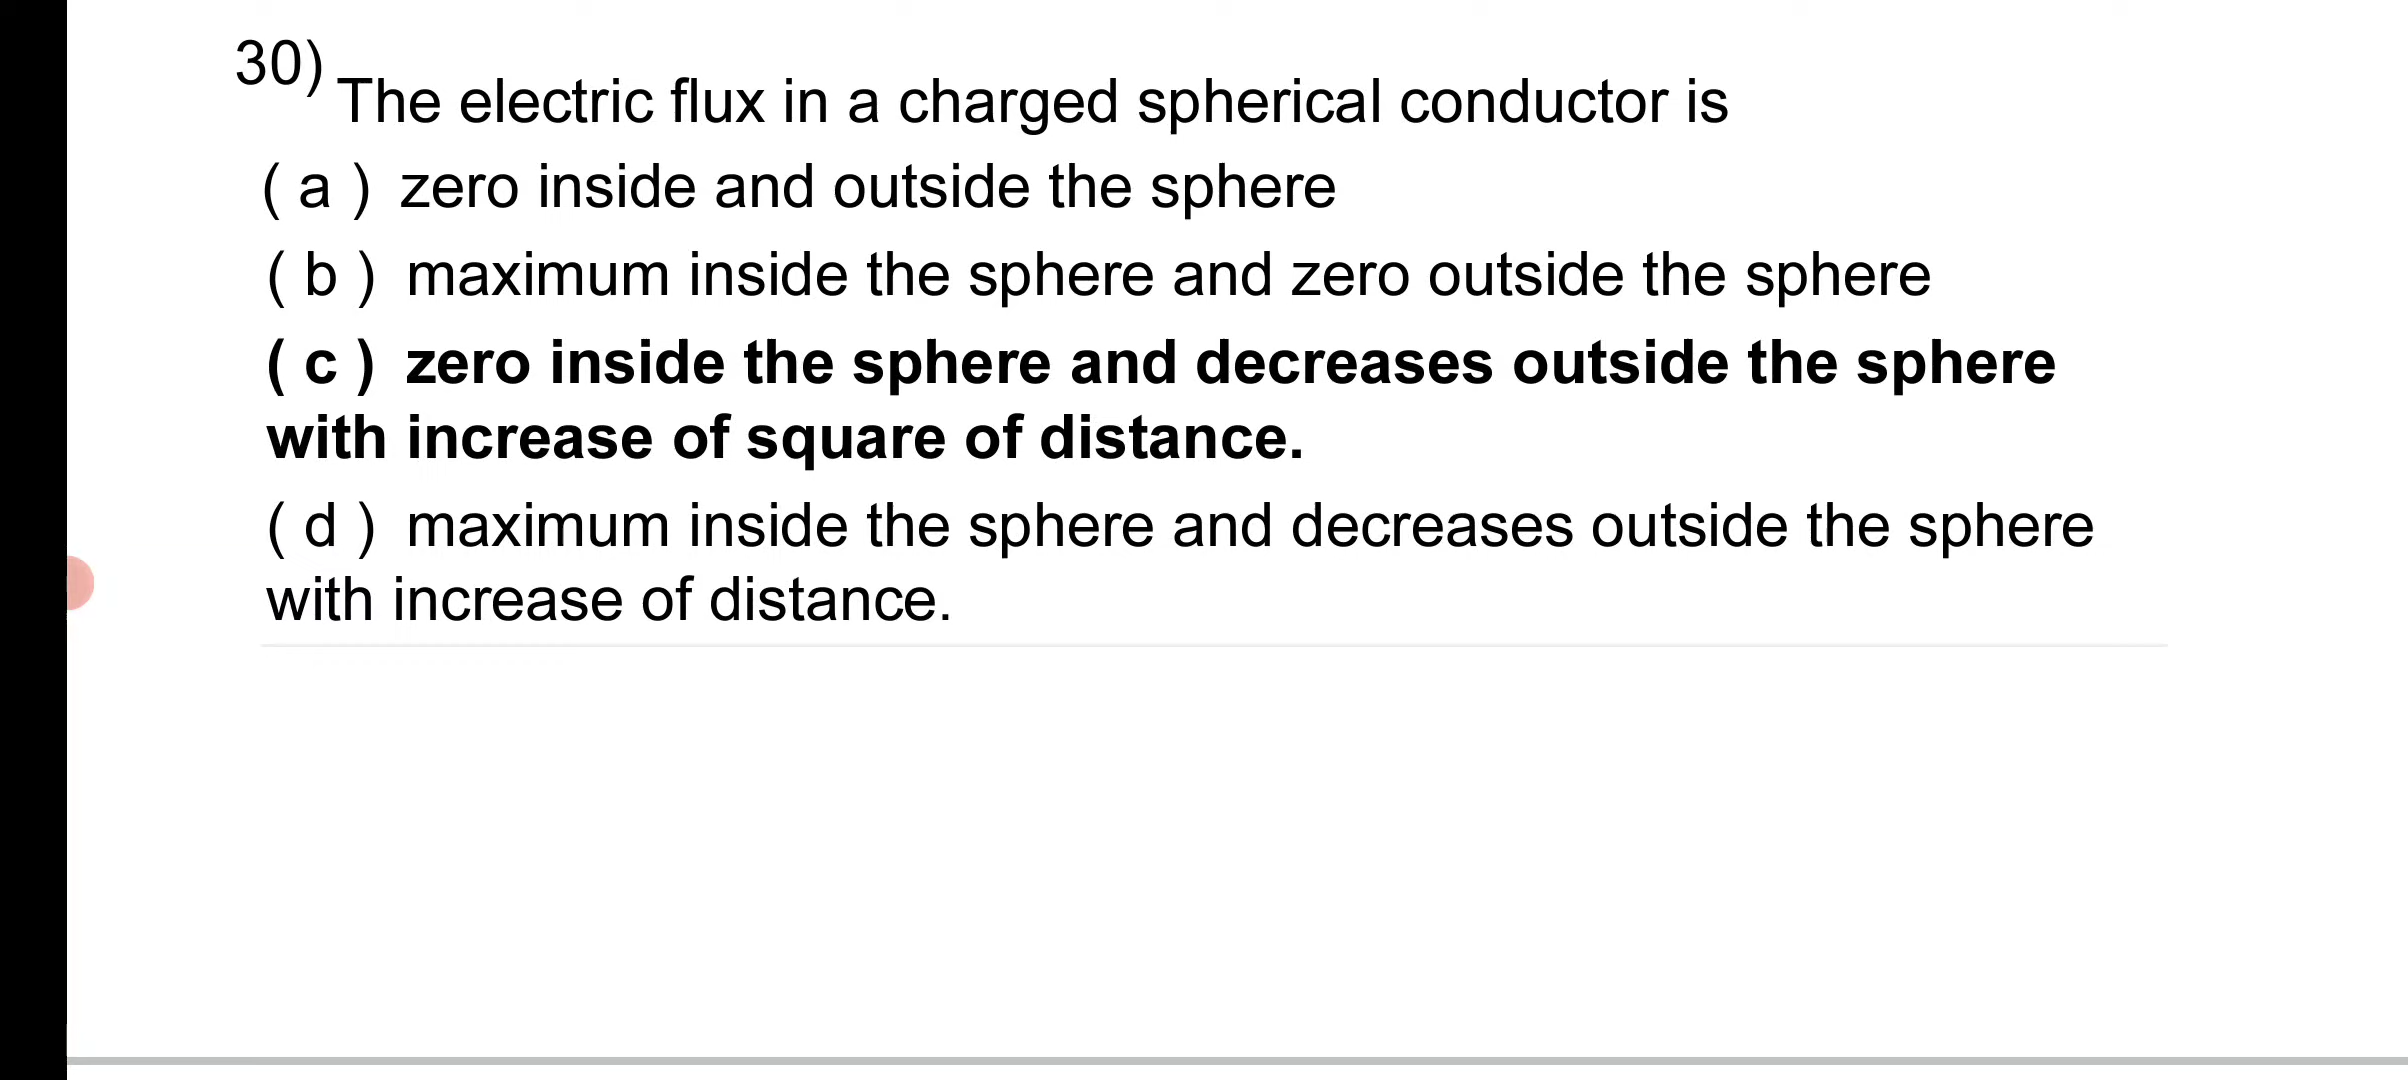 30)
The electric flux in a charged spherical conductor is
( a ) zero inside and outside the sphere
( b ) maximum inside the sphere and zero outside the sphere
( c ) zero inside the sphere and decreases outside the sphere
with increase of square of distance.
( d ) maximum inside the sphere and decreases outside the sphere
with increase of distance.